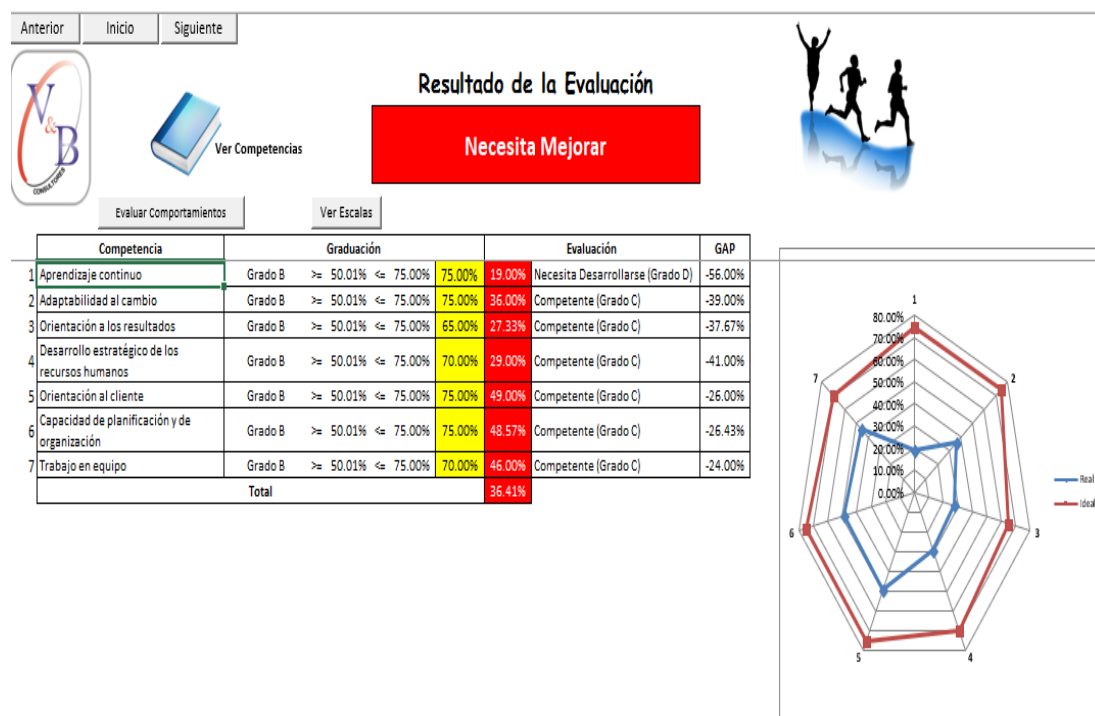 Anterior Inicio Siguiente
V&B
CONSULTORES
Ver Competencias
Resultado de la Evaluación
Necesita Mejorar
Evaluar Comportamientos Ver Escalas
Competencia Graduación Evaluación GAP
1 Aprendizaje continuo Grado B >= 50.01% <= 75.00% 75.00% 19.00% Necesita Desarrollarse (Grado D) -56.00%
2 Adaptabilidad al cambio Grado B >= 50.01% <= 75.00% 75.00% 36.00% Competente (Grado C) -39.00%
3 Orientación a los resultados Grado B >= 50.01% <= 75.00% 65.00% 27.33% Competente (Grado C) -37.67%
4 Desarrollo estratégico de los
recursos humanos Grado B >= 50.01% <= 75.00% 70.00% 29.00% Competente (Grado C) -41.00%
5 Orientación al cliente Grado B >= 50.01% <= 75.00% 75.00% 49.00% Competente (Grado C) -26.00%
6 Capacidad de planificación y de
organización Grado B >= 50.01% <= 75.00% 75.00% 48.57% Competente (Grado C) -26.43%
7 Trabajo en equipo Grado B >= 50.01% <= 75.00% 70.00% 46.00% Competente (Grado C) -24.00%
Total 36.41%
1
80.00%
70.00%
60.00%
50.00%
40.00%
30.00%
20.00%
10.00%
0.00%
2
3
4
5
6
7
Real
Ideal